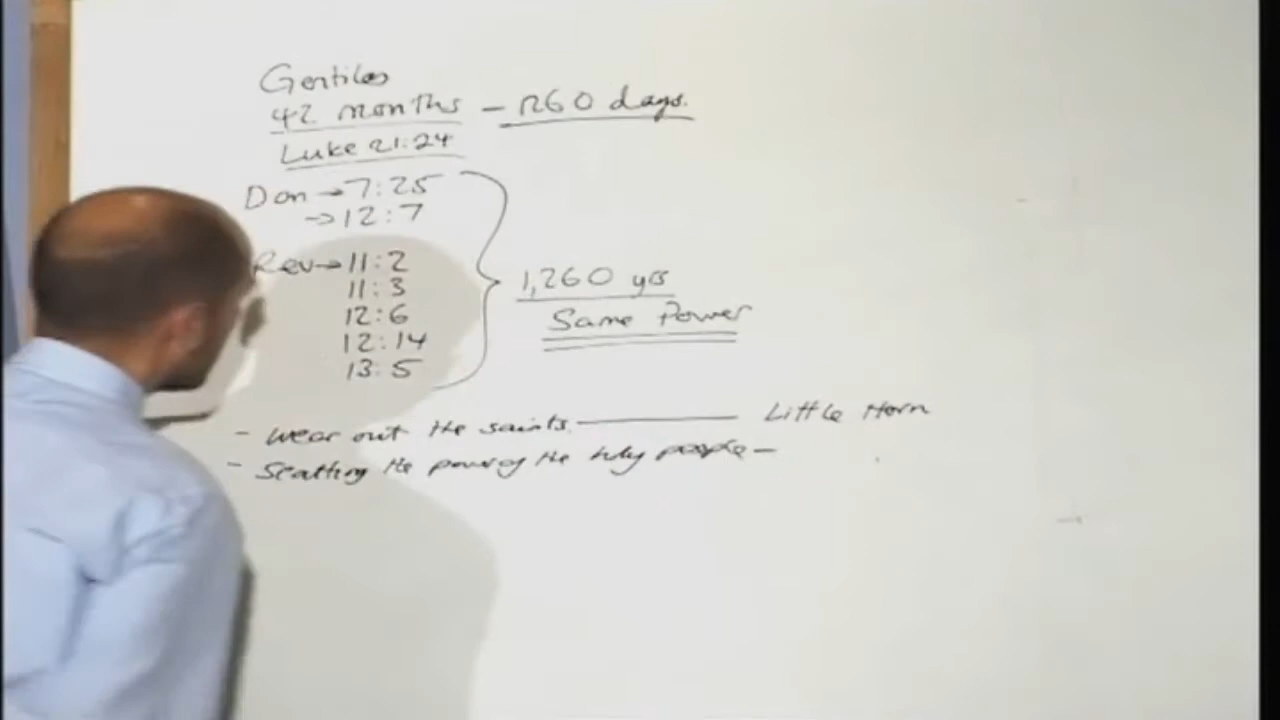 Gentiles
42 months - 1260 days.
Luke 21:24
Dan → 7:25
→ 12:7
Rev → 11:2
11:3
12:6
12:14
13:5
1,260 yrs
Same Power
- Wear out the saints. Little Horn
- Scattring the power of the holy people -